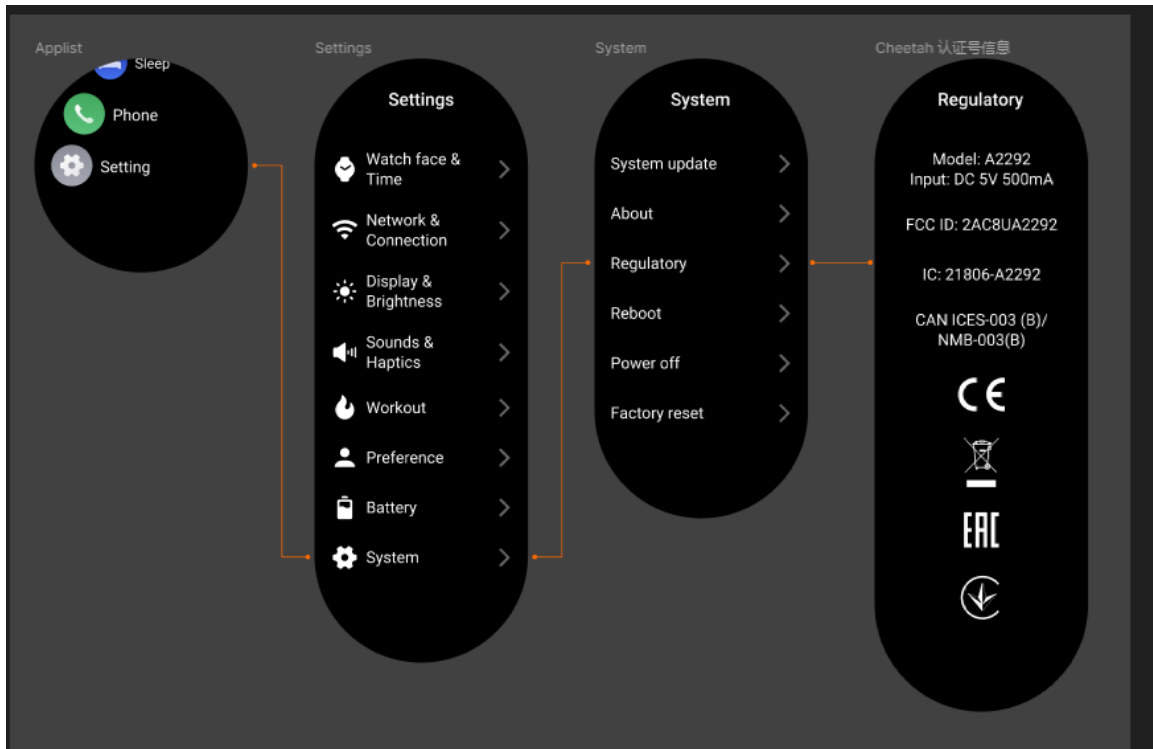 Applist
Sleep
Phone
Setting
Settings
Settings
Watch face &
Time
Network &
Connection
Display &
Brightness
Sounds &
Haptics
Workout
Preference
Battery
System
System
System
System update
About
Regulatory
Reboot
Power off
Factory reset
Cheetah 认证号信息
Regulatory
Model: A2292
Input: DC 5V 500mA
FCC ID: 2AC8UA2292
IC: 21806-A2292
CAN ICES-003 (B)/
NMB-003(B)
CE
EAC